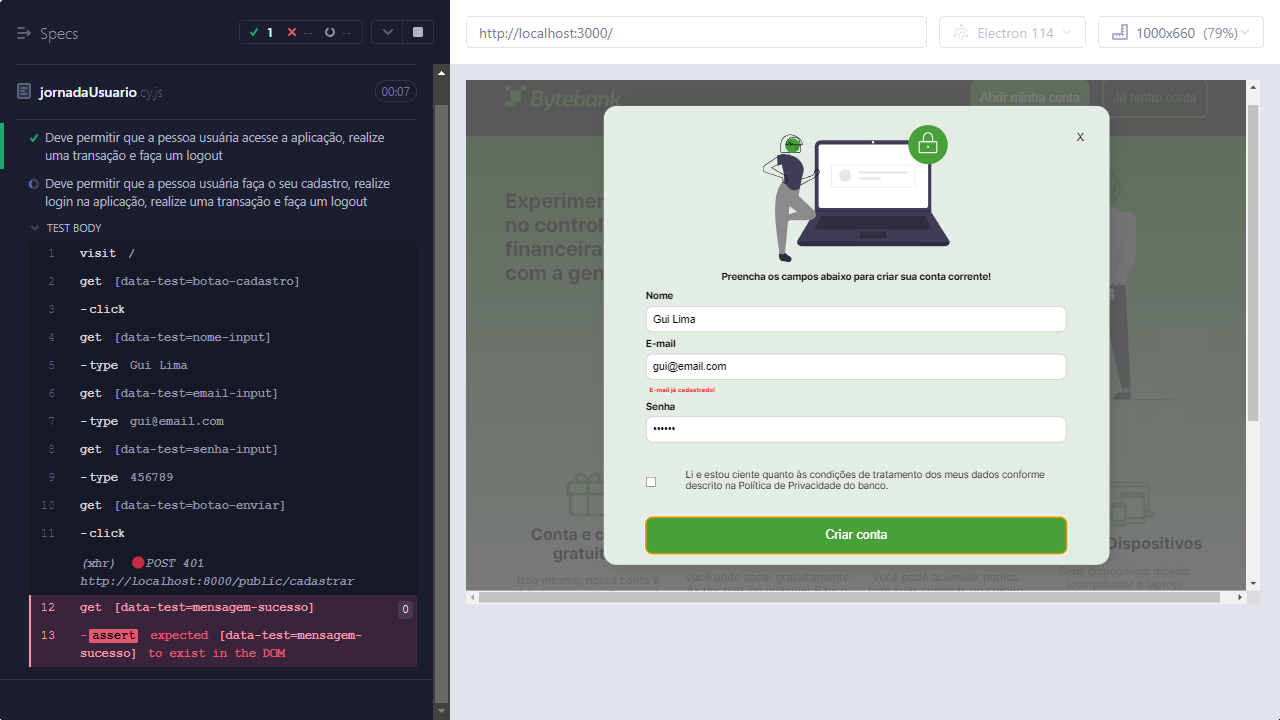 Specs
1
--
--
http://localhost:3000/
Electron 114
1000x660 (79%)
jornadaUsuario.cy.js
00:07
Deve permitir que a pessoa usuária acesse a aplicação, realize
uma transação e faça um logout
Deve permitir que a pessoa usuária faça o seu cadastro, realize
login na aplicação, realize uma transação e faça um logout
TEST BODY
1 visit /
2 get [data-test=botao-cadastro]
3 -click
4 get [data-test=nome-input]
5 -type Gui Lima
6 get [data-test=email-input]
7 -type gui@email.com
8 get [data-test=senha-input]
9 -type 456789
10 get [data-test=botao-enviar]
11 -click
(xhr) POST 401
http://localhost:8000/public/cadastrar
12 get [data-test=mensagem-sucesso] 0
13 -assert expected [data-test=mensagem-
sucesso] to exist in the DOM
Bytebank
Abrir minha conta
Já tenho conta
X
no control
financeira
com a gen
Preencha os campos abaixo para criar sua conta corrente!
Nome
Gui Lima
E-mail
gui@email.com
E-mail já cadastrado!
Senha
••••••
Li e estou ciente quanto às condições de tratamento dos meus dados conforme
descrito na Política de Privacidade do banco.
Criar conta
Conta e c
gratuit
Dispositivos
Isso mesmo, nossa conta é
Você pode sacar gratuitamente
Você pode acumular pontos
Seus dispositivos móveis
(computador e laptop)